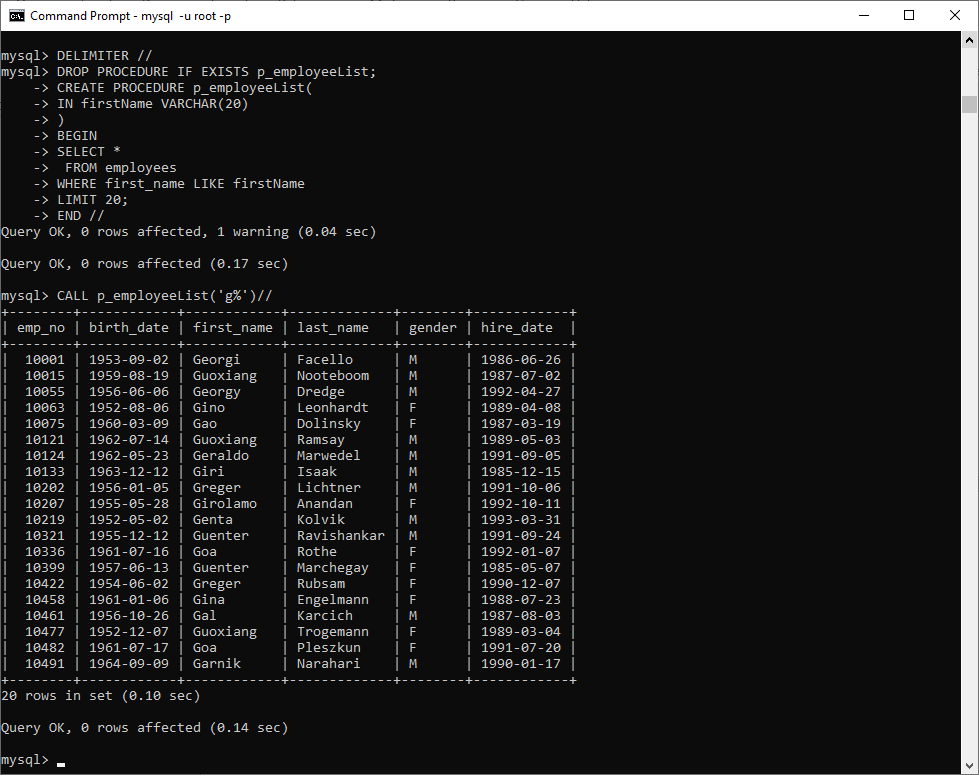 Command Prompt - mysql -u root -p
mysql> DELIMITER //
mysql> DROP PROCEDURE IF EXISTS p_employeeList;
    -> CREATE PROCEDURE p_employeeList(
    -> IN firstName VARCHAR(20)
    -> )
    -> BEGIN
    -> SELECT *
    ->  FROM employees
    -> WHERE first_name LIKE firstName
    -> LIMIT 20;
    -> END //
Query OK, 0 rows affected, 1 warning (0.04 sec)
Query OK, 0 rows affected (0.17 sec)
mysql> CALL p_employeeList('g%')//
+--------+------------+------------+-------------+--------+------------+
| emp_no | birth_date | first_name | last_name   | gender | hire_date  |
+--------+------------+------------+-------------+--------+------------+
|  10001 | 1953-09-02 | Georgi     | Facello     | M      | 1986-06-26 |
|  10015 | 1959-08-19 | Guoxiang   | Nooteboom   | M      | 1987-07-02 |
|  10055 | 1956-06-06 | Georgy     | Dredge      | M      | 1992-04-27 |
|  10063 | 1952-08-06 | Gino       | Leonhardt   | F      | 1989-04-08 |
|  10075 | 1960-03-09 | Gao        | Dolinsky    | F      | 1987-03-19 |
|  10121 | 1962-07-14 | Guoxiang   | Ramsay      | M      | 1989-05-03 |
|  10124 | 1962-05-23 | Geraldo    | Marwedel    | M      | 1991-09-05 |
|  10133 | 1963-12-12 | Giri       | Isaak       | M      | 1985-12-15 |
|  10202 | 1956-01-05 | Greger     | Lichtner    | M      | 1991-10-06 |
|  10207 | 1955-05-28 | Girolamo   | Anandan     | F      | 1992-10-11 |
|  10219 | 1952-05-02 | Genta      | Kolvik      | M      | 1993-03-31 |
|  10321 | 1955-12-12 | Guenter    | Ravishankar | M      | 1991-09-24 |
|  10336 | 1961-07-16 | Goa        | Rothe       | F      | 1992-01-07 |
|  10399 | 1957-06-13 | Guenter    | Marchegay   | F      | 1985-05-07 |
|  10422 | 1954-06-02 | Greger     | Rubsam      | F      | 1990-12-07 |
|  10458 | 1961-01-06 | Gina       | Engelmann   | F      | 1988-07-23 |
|  10461 | 1956-10-26 | Gal        | Karcich     | M      | 1987-08-03 |
|  10477 | 1952-12-07 | Guoxiang   | Trogemann   | F      | 1989-03-04 |
|  10482 | 1961-07-17 | Goa        | Pleszkun    | F      | 1991-07-20 |
|  10491 | 1964-09-09 | Garnik     | Narahari    | M      | 1990-01-17 |
+--------+------------+------------+-------------+--------+------------+
20 rows in set (0.10 sec)
Query OK, 0 rows affected (0.14 sec)
mysql> _